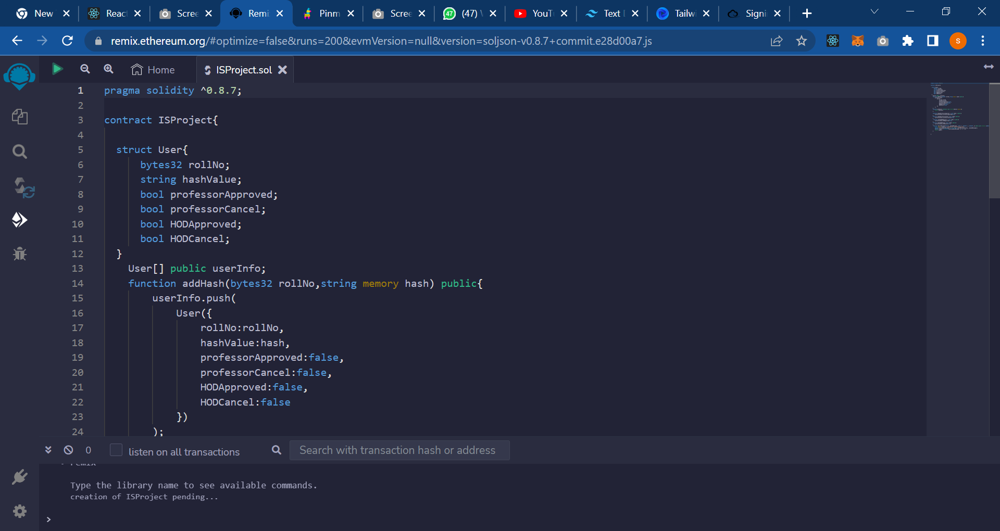 New
React
Scree
Remi
Pinm
Scree
47
(47)
YouT
Text
Tailwi
Signi
remix.ethereum.org/#optimize=false&runs=200&evmVersion=null&version=soljson-v0.8.7+commit.e28d00a7.js
S
Home
ISProject.sol
1 pragma solidity ^0.8.7;
2
3 contract ISProject{
4
5 struct User{
6 bytes32 rollNo;
7 string hashValue;
8 bool professorApproved;
9 bool professorCancel;
10 bool HODApproved;
11 bool HODCancel;
12 }
13 User[] public userInfo;
14 function addHash(bytes32 rollNo,string memory hash) public{
15 userInfo.push(
16 User({
17 rollNo:rollNo,
18 hashValue:hash,
19 professorApproved:false,
20 professorCancel:false,
21 HODApproved:false,
22 HODCancel:false
23 })
24 );
0
listen on all transactions
Search with transaction hash or address
remix
Type the library name to see available commands.
creation of ISProject pending...
>